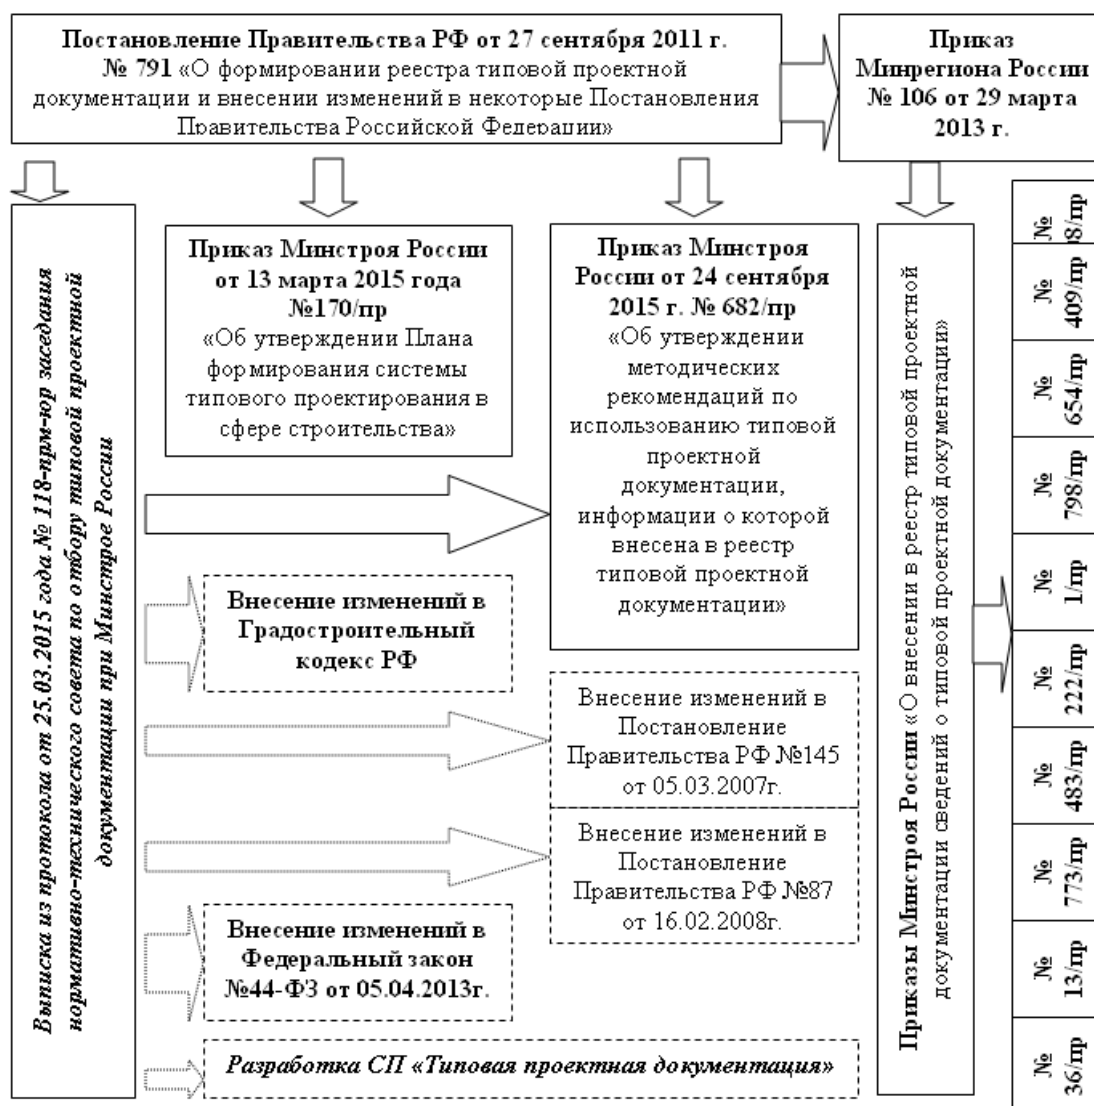 Постановление Правительства РФ от 27 сентября 2011 г.
№ 791 «О формировании реестра типовой проектной
документации и внесении изменений в некоторые Постановления
Правительства Российской Федерации»
Приказ
Минрегиона России
№ 106 от 29 марта
2013 г.
Выписка из протокола от 25.03.2015 года № 118-прм-юр заседания
нормативно-технического совета по отбору типовой проектной
документации при Минстрое России
Приказ Минстроя России
от 13 марта 2015 года
№170/пр
«Об утверждении Плана
формирования системы
типового проектирования в
сфере строительства»
Приказ Минстроя
России от 24 сентября
2015 г. № 682/пр
«Об утверждении
методических
рекомендаций по
использованию типовой
проектной
документации,
информации о которой
внесена в реестр
типовой проектной
документации»
Внесение изменений в
Градостроительный
кодекс РФ
Внесение изменений в
Постановление
Правительства РФ №145
от 05.03.2007г.
Внесение изменений в
Постановление
Правительства РФ №87
от 16.02.2008г.
Внесение изменений в
Федеральный закон
№44-ФЗ от 05.04.2013г.
Разработка СП «Типовая проектная документация»
Приказы Минстроя России «О внесении в реестр типовой проектной
документации сведений о типовой проектной документации»
№
№
409/пр
№
654/пр
№
798/пр
№
1/пр
№
222/пр
№
483/пр
№
773/пр
№
13/пр
№
36/пр